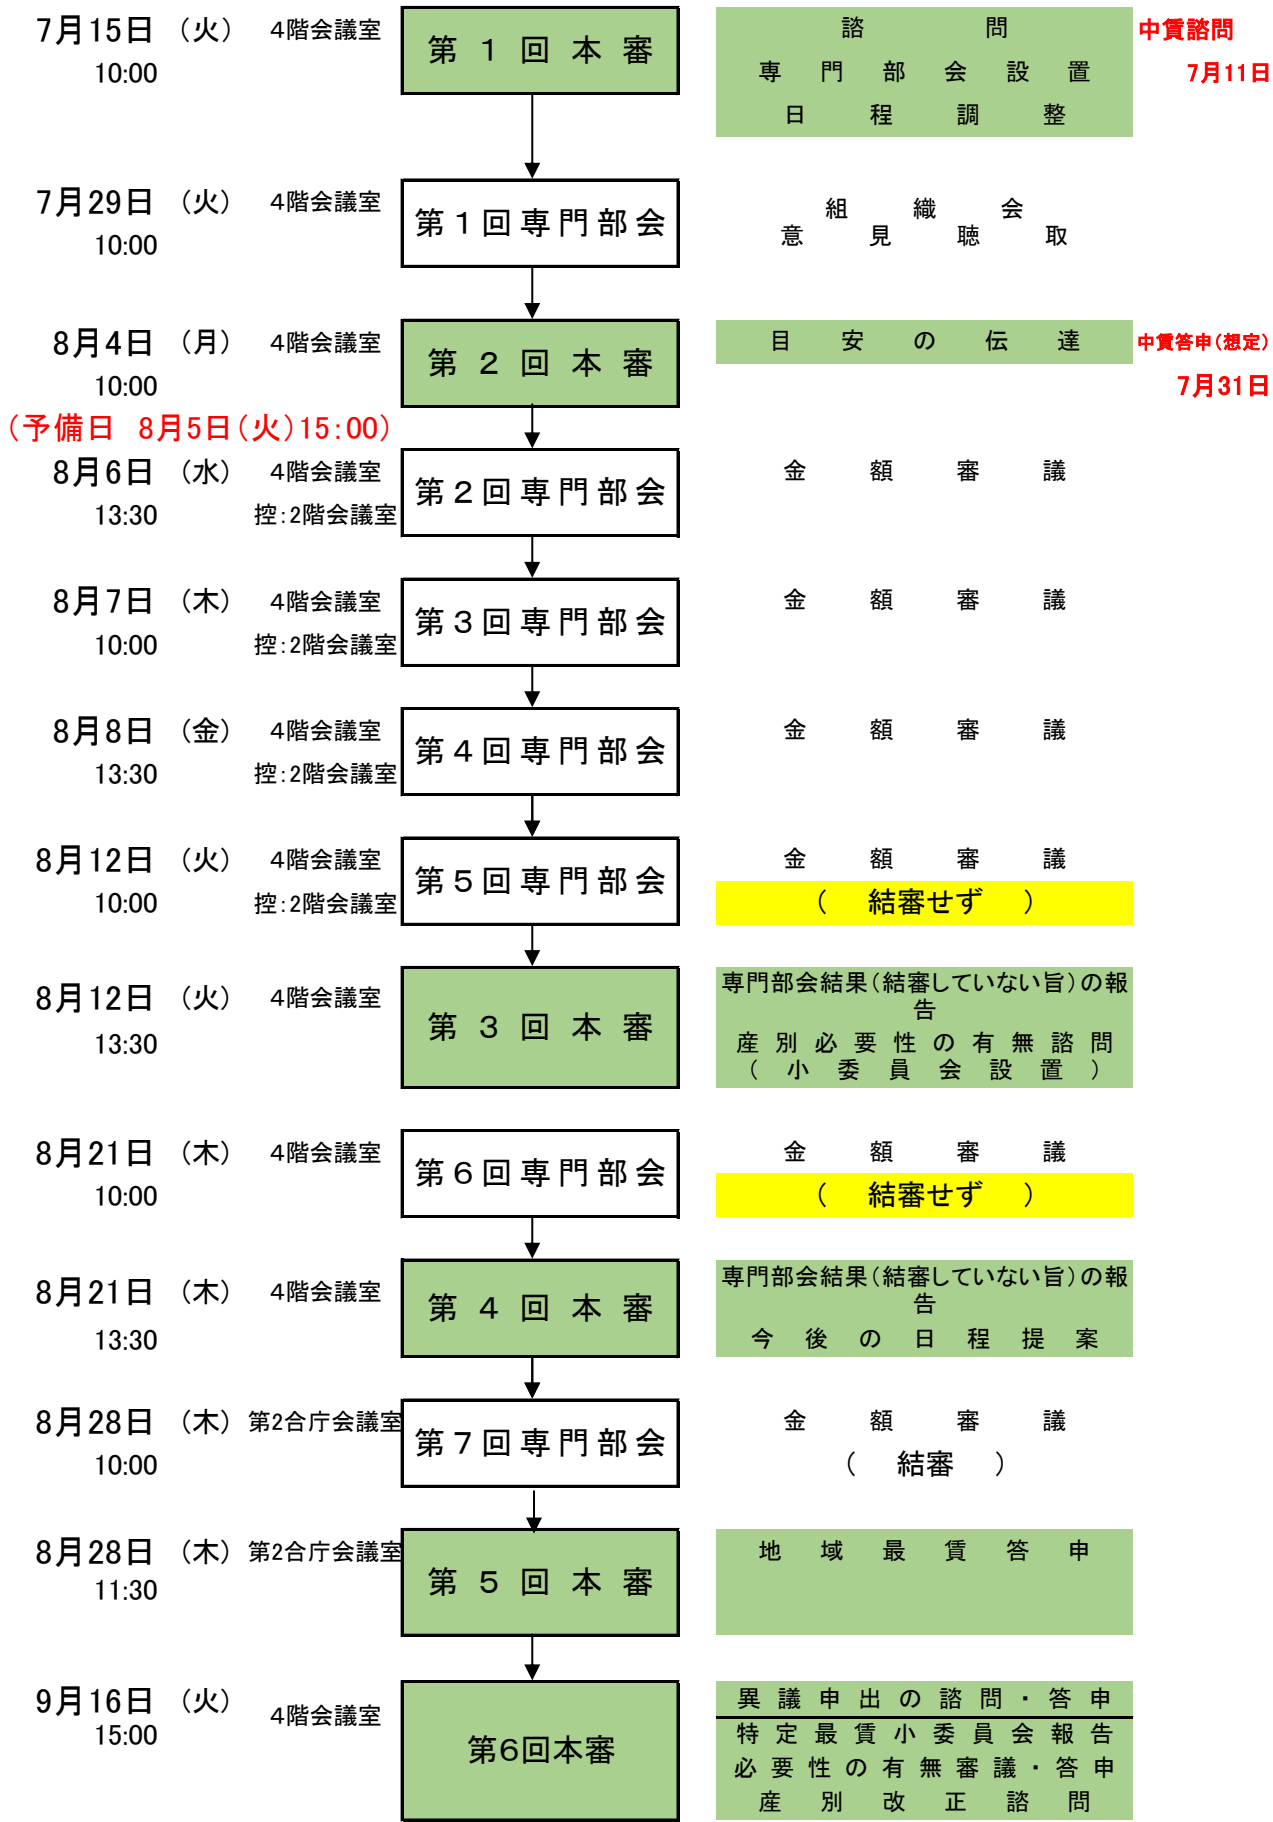 7月15日 （火） 4階会議室 第1回本審 諮問 中賃諮問
10:00 専門部会設置 7月11日
日程調整
7月29日 （火） 4階会議室 第1回専門部会 組織会
10:00 意見聴取
8月4日 （月） 4階会議室 第2回本審 目安の伝達 中賃答申（想定）
10:00 7月31日
（予備日 8月5日（火）15：00）
8月6日 （水） 4階会議室 第2回専門部会 金額審議
13:30 控：2階会議室
8月7日 （木） 4階会議室 第3回専門部会 金額審議
10:00 控：2階会議室
8月8日 （金） 4階会議室 第4回専門部会 金額審議
13:30 控：2階会議室
8月12日 （火） 4階会議室 第5回専門部会 金額審議
10:00 控：2階会議室 （ 結審せず ）
8月12日 （火） 4階会議室 第3回本審 専門部会結果（結審していない旨）の報
告
13:30 産別必要性の有無諮問
（小委員会設置）
8月21日 （木） 4階会議室 第6回専門部会 金額審議
10:00 （ 結審せず ）
8月21日 （木） 4階会議室 第4回本審 専門部会結果（結審していない旨）の報
告
13:30 今後の日程提案
8月28日 （木） 第2合庁会議室 第7回専門部会 金額審議
10:00 （ 結審 ）
8月28日 （木） 第2合庁会議室 第5回本審 地域最賃答申
11:30
9月16日 （火） 4階会議室 第6回本審 異議申出の諮問・答申
15:00 特定最賃小委員会報告
必要性の有無審議・答申
産別改正諮問